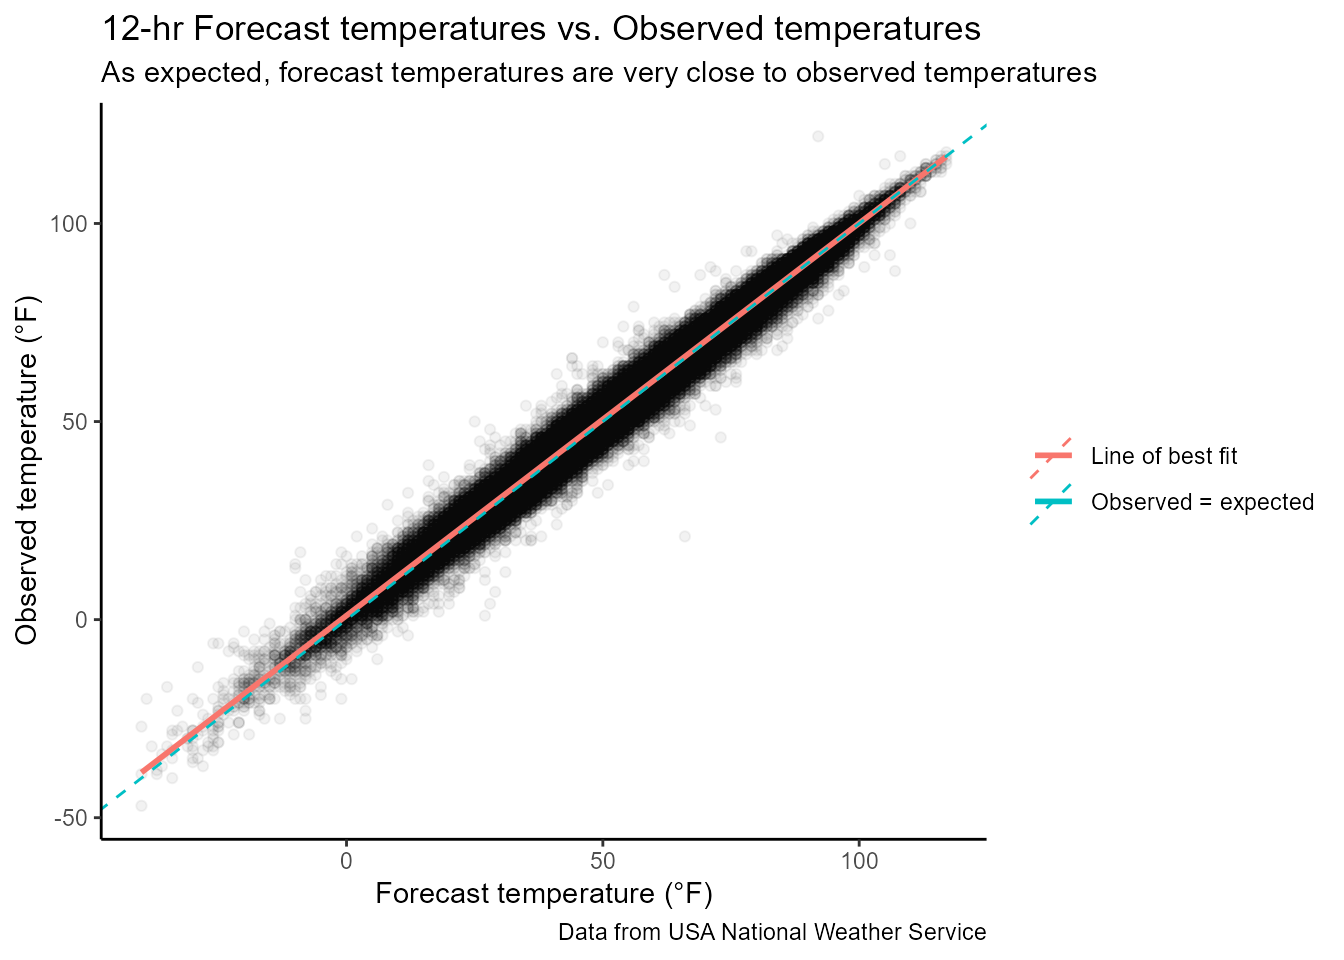 12-hr Forecast temperatures vs. Observed temperatures
As expected, forecast temperatures are very close to observed temperatures
Observed temperature (°F)
100
50
0
-50
0
50
100
Forecast temperature (°F)
Line of best fit
Observed = expected
Data from USA National Weather Service